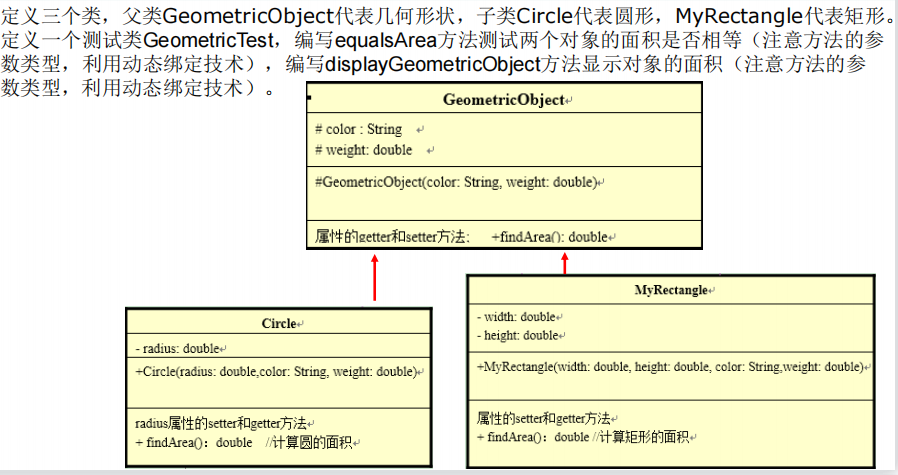 定义三个类，父类GeometricObject代表几何形状，子类Circle代表圆形，MyRectangle代表矩形。
定义一个测试类GeometricTest，编写equalsArea方法测试两个对象的面积是否相等（注意方法的参
数类型，利用动态绑定技术），编写displayGeometricObject方法显示对象的面积（注意方法的参
数类型，利用动态绑定技术）。
GeometricObject↵
# color : String ↵
# weight: double ↵
#GeometricObject(color: String, weight: double)↵
属性的getter和setter方法; +findArea(): double↵
Circle↵
- radius: double↵
+Circle(radius: double,color: String, weight: double)↵
radius属性的setter和getter方法↵
+ findArea()：double //计算圆的面积↵
MyRectangle↵
- width: double↵
- height: double↵
+MyRectangle(width: double, height: double, color: String,weight: double)↵
属性的setter和getter方法↵
+ findArea()：double //计算矩形的面积↵